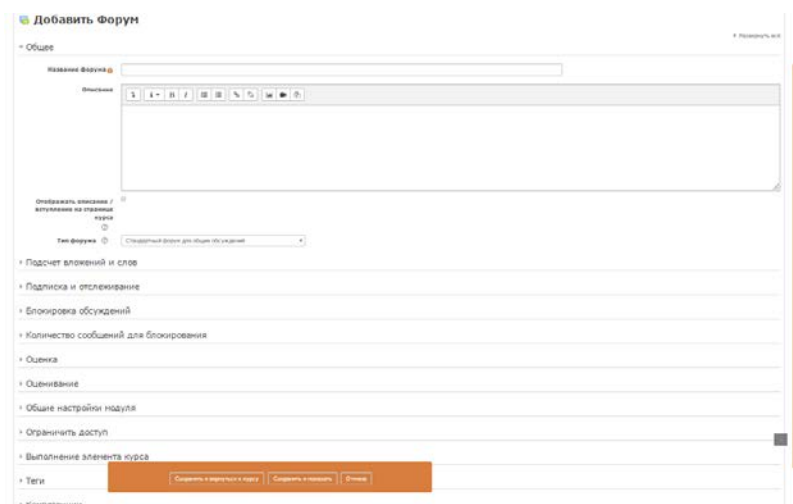 Добавить Форум
Развернуть всё
Общее
Название форума
Описание
Отображать описание /
вступление на странице
курса
Тип форума
Стандартный форум для общих обсуждений
Подсчет вложений и слов
Подписка и отслеживание
Блокировка обсуждений
Количество сообщений для блокирования
Оценка
Оценивание
Общие настройки модуля
Ограничить доступ
Выполнение элемента курса
Теги
Сохранить и вернуться к курсу Сохранить и показать Отмена